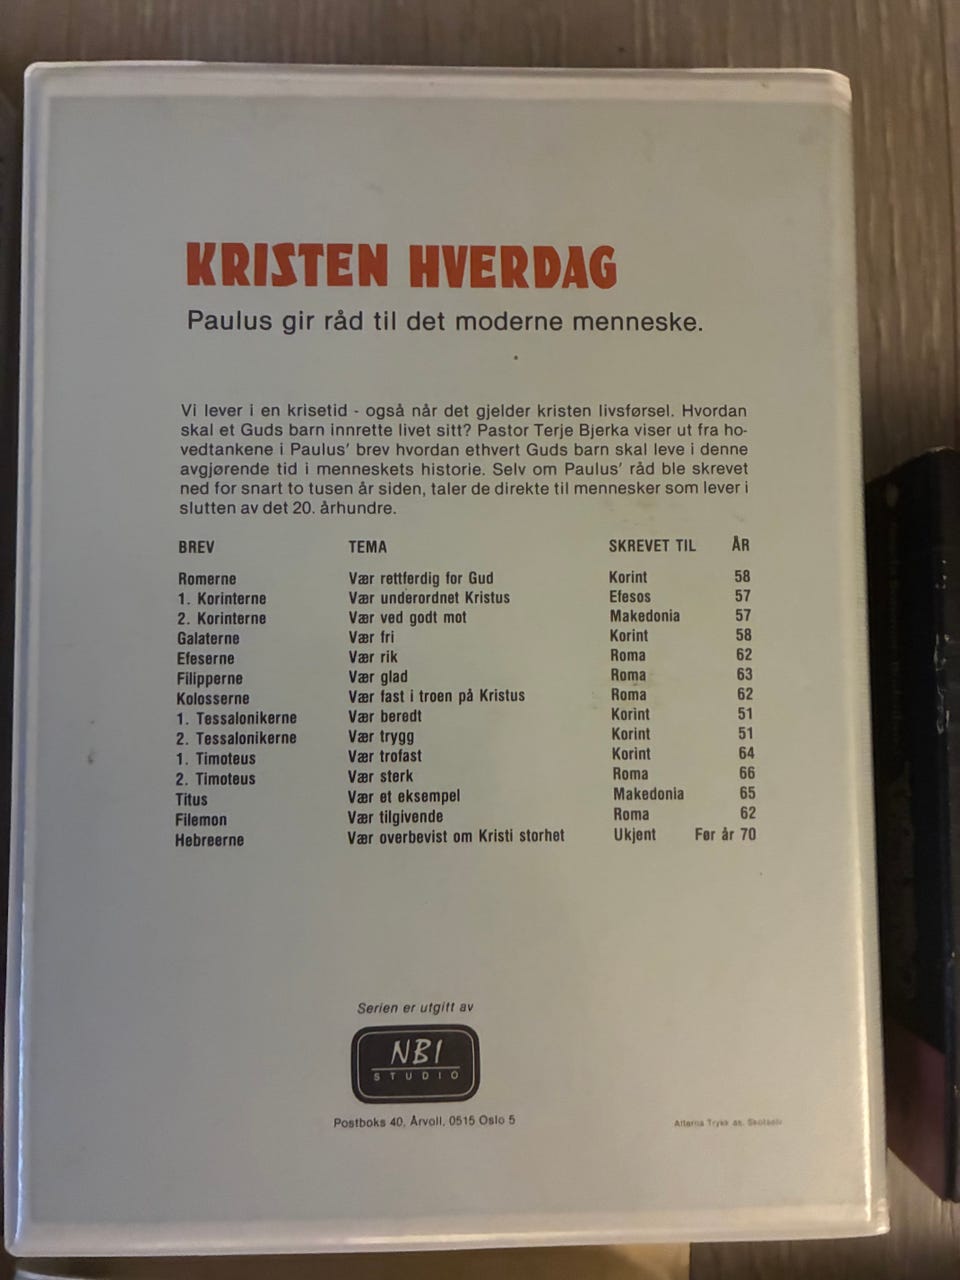 KRISTEN HVERDAG
Paulus gir råd til det moderne menneske.
Vi lever i en krisetid - også når det gjelder kristen livsførsel. Hvordan
skal et Guds barn innrette livet sitt? Pastor Terje Bjerka viser ut fra ho-
vedtankene i Paulus' brev hvordan ethvert Guds barn skal leve i denne
avgjørende tid i menneskets historie. Selv om Paulus' råd ble skrevet
ned for snart to tusen år siden, taler de direkte til mennesker som lever i
slutten av det 20. århundre.
BREV TEMA SKREVET TIL ÅR
Romerne Vær rettferdig for Gud Korint 58
1. Korinterne Vær underordnet Kristus Efesos 57
2. Korinterne Vær ved godt mot Makedonia 57
Galaterne Vær fri Korint 58
Efeserne Vær rik Roma 62
Filipperne Vær glad Roma 63
Kolosserne Vær fast i troen på Kristus Roma 62
1. Tessalonikerne Vær beredt Korint 51
2. Tessalonikerne Vær trygg Korint 51
1. Timoteus Vær trofast Korint 64
2. Timoteus Vær sterk Roma 66
Titus Vær et eksempel Makedonia 65
Filemon Vær tilgivende Roma 62
Hebreerne Vær overbevist om Kristi storhet Ukjent Før år 70
Serien er utgitt av
NBI
STUDIO
Postboks 40, Årvoll, 0515 Oslo 5
Trykk as,